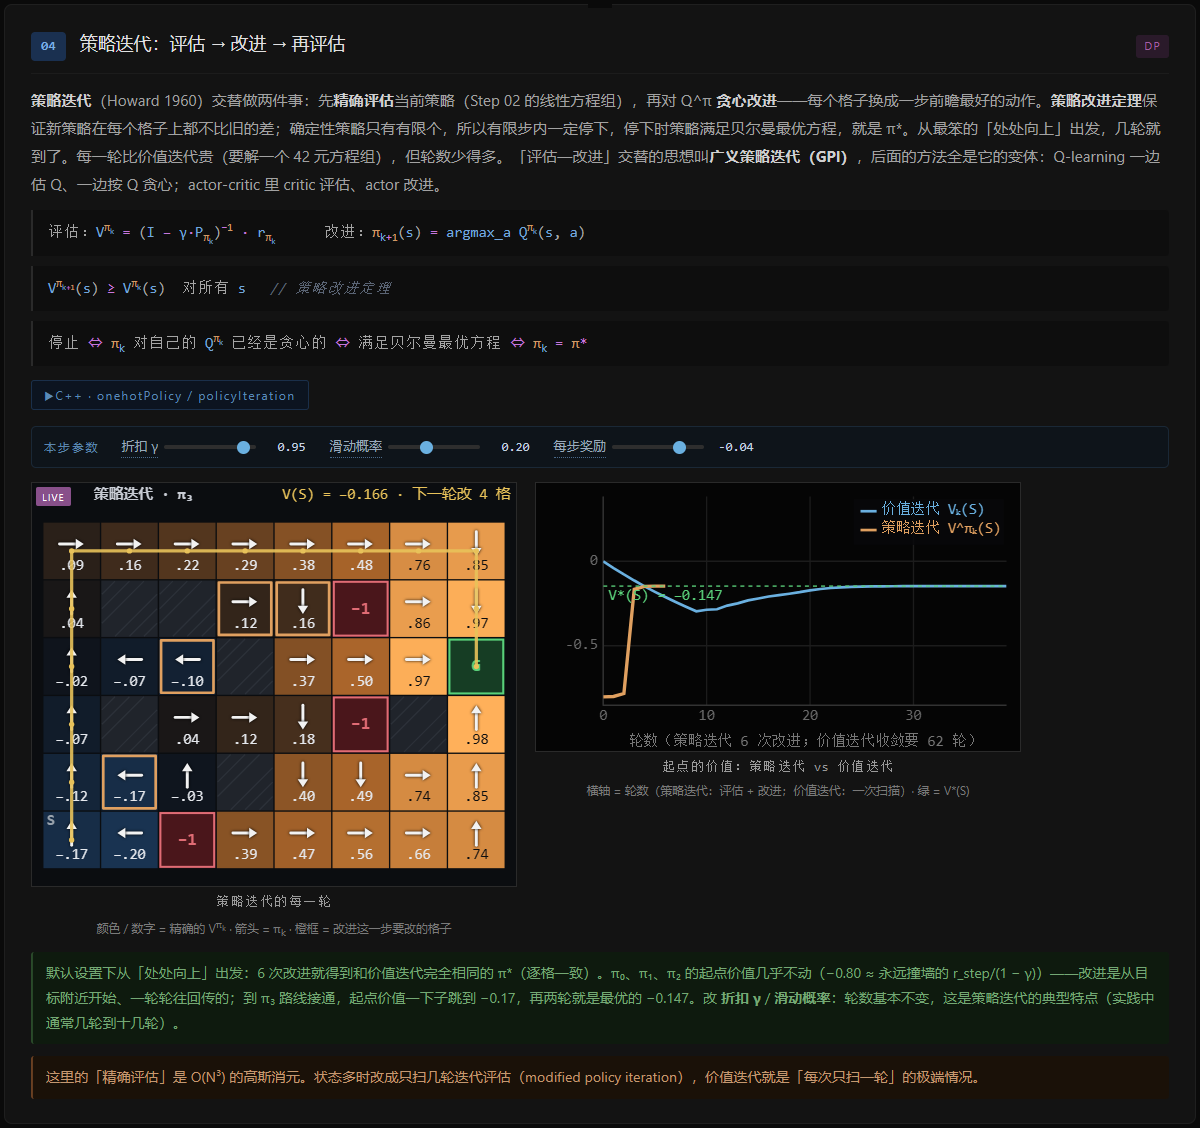 04 策略迭代：评估 → 改进 → 再评估 DP
策略迭代（Howard 1960）交替做两件事：先精确评估当前策略（Step 02 的线性方程组），再对 Q^π 贪心改进——每个格子换成一步前瞻最好的动作。策略改进定理保
证新策略在每个格子上都不比旧的差；确定性策略只有有限个，所以有限步内一定停下，停下时策略满足贝尔曼最优方程，就是 π*。从最笨的「处处向上」出发，几轮就
到了。每一轮比价值迭代贵（要解一个 42 元方程组），但轮数少得多。「评估—改进」交替的思想叫广义策略迭代（GPI），后面的方法全是它的变体：Q-learning 一边
估 Q、一边按 Q 贪心；actor-critic 里 critic 评估、actor 改进。
评估：V^π_k = (I − γ·P_π_k)^−1 · r_π_k 改进：π_k+1(s) = argmax_a Q^π_k(s, a)
V^π_k+1(s) ≥ V^π_k(s) 对所有 s // 策略改进定理
停止 ⇔ π_k 对自己的 Q^π_k 已经是贪心的 ⇔ 满足贝尔曼最优方程 ⇔ π_k = π*
▶C++ · onehotPolicy / policyIteration
本步参数 折扣 γ 0.95 滑动概率 0.20 每步奖励 -0.04
LIVE 策略迭代 · π₃ V(S) = −0.166 · 下一轮改 4 格
→ → → → → → → ↓
.09 .16 .22 .29 .38 .48 .76 .85
↑ → ↓ −1 → ↓
.04 .12 .16 .86 .97
↑ ← ← → → → G
−.02 −.07 −.10 .37 .50 .97
↑ → → ↓ −1 ↑
−.07 .04 .12 .18 .98
↑ ← ↑ ↓ ↓ → ↑
−.12 −.17 −.03 .40 .49 .74 .85
S ↑ ← −1 → → → → ↑
−.17 −.20 .39 .47 .56 .66 .74
策略迭代的每一轮
颜色 / 数字 = 精确的 V^π_k · 箭头 = π_k · 橙框 = 改进这一步要改的格子
价值迭代 Vₖ(S)
策略迭代 V^πₖ(S)
0
V*(S) = −0.147
-0.5
0 10 20 30
轮数（策略迭代 6 次改进；价值迭代收敛要 62 轮）
起点的价值：策略迭代 vs 价值迭代
横轴 = 轮数（策略迭代：评估 + 改进；价值迭代：一次扫描）· 绿 = V*(S)
默认设置下从「处处向上」出发：6 次改进就得到和价值迭代完全相同的 π*（逐格一致）。π₀、π₁、π₂ 的起点价值几乎不动（−0.80 ≈ 永远撞墙的 r_step/(1 − γ)）——改进是从目
标附近开始、一轮轮往回传的；到 π₃ 路线接通，起点价值一下子跳到 −0.17，再两轮就是最优的 −0.147。改 折扣 γ / 滑动概率：轮数基本不变，这是策略迭代的典型特点（实践中
通常几轮到十几轮）。
这里的「精确评估」是 O(N³) 的高斯消元。状态多时改成只扫几轮迭代评估（modified policy iteration），价值迭代就是「每次只扫一轮」的极端情况。